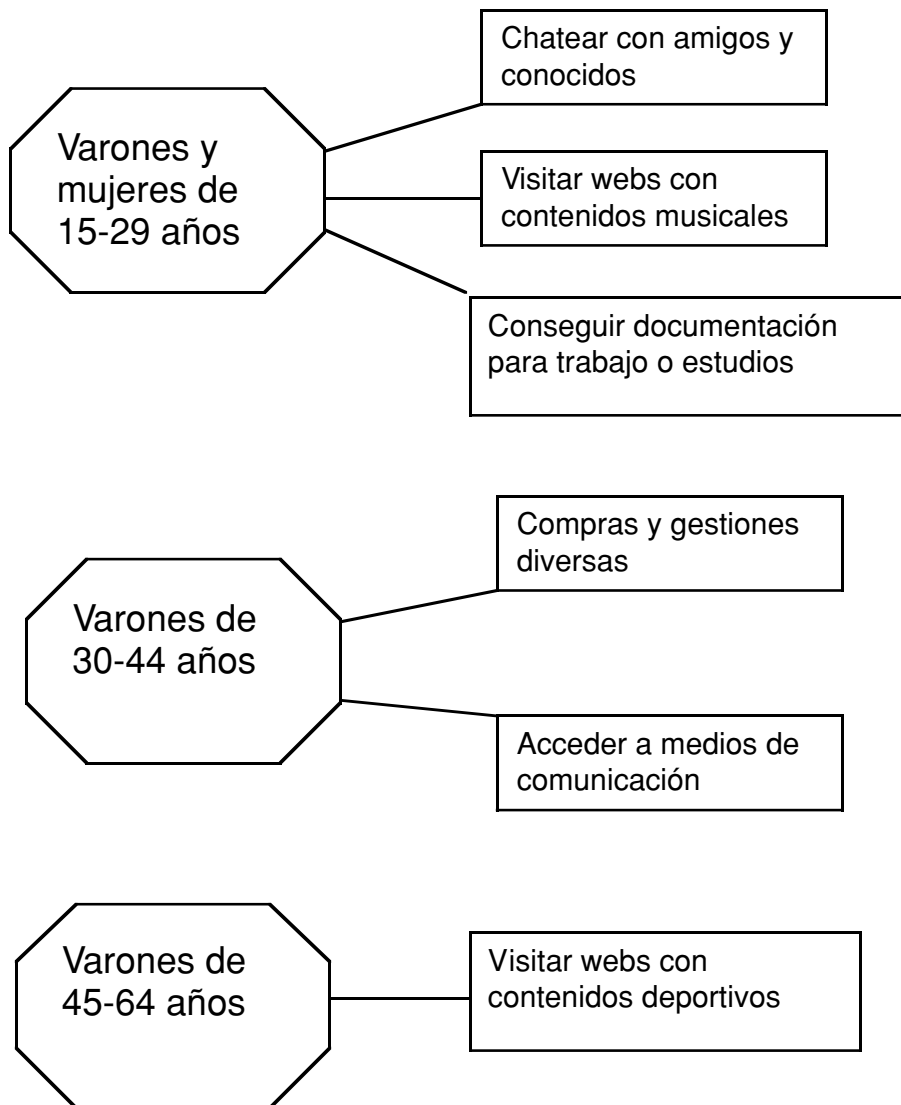 Chatear con amigos y
conocidos
Varones y
mujeres de
15-29 años
Visitar webs con
contenidos musicales
Conseguir documentación
para trabajo o estudios
Compras y gestiones
diversas
Varones de
30-44 años
Acceder a medios de
comunicación
Varones de
45-64 años
Visitar webs con
contenidos deportivos